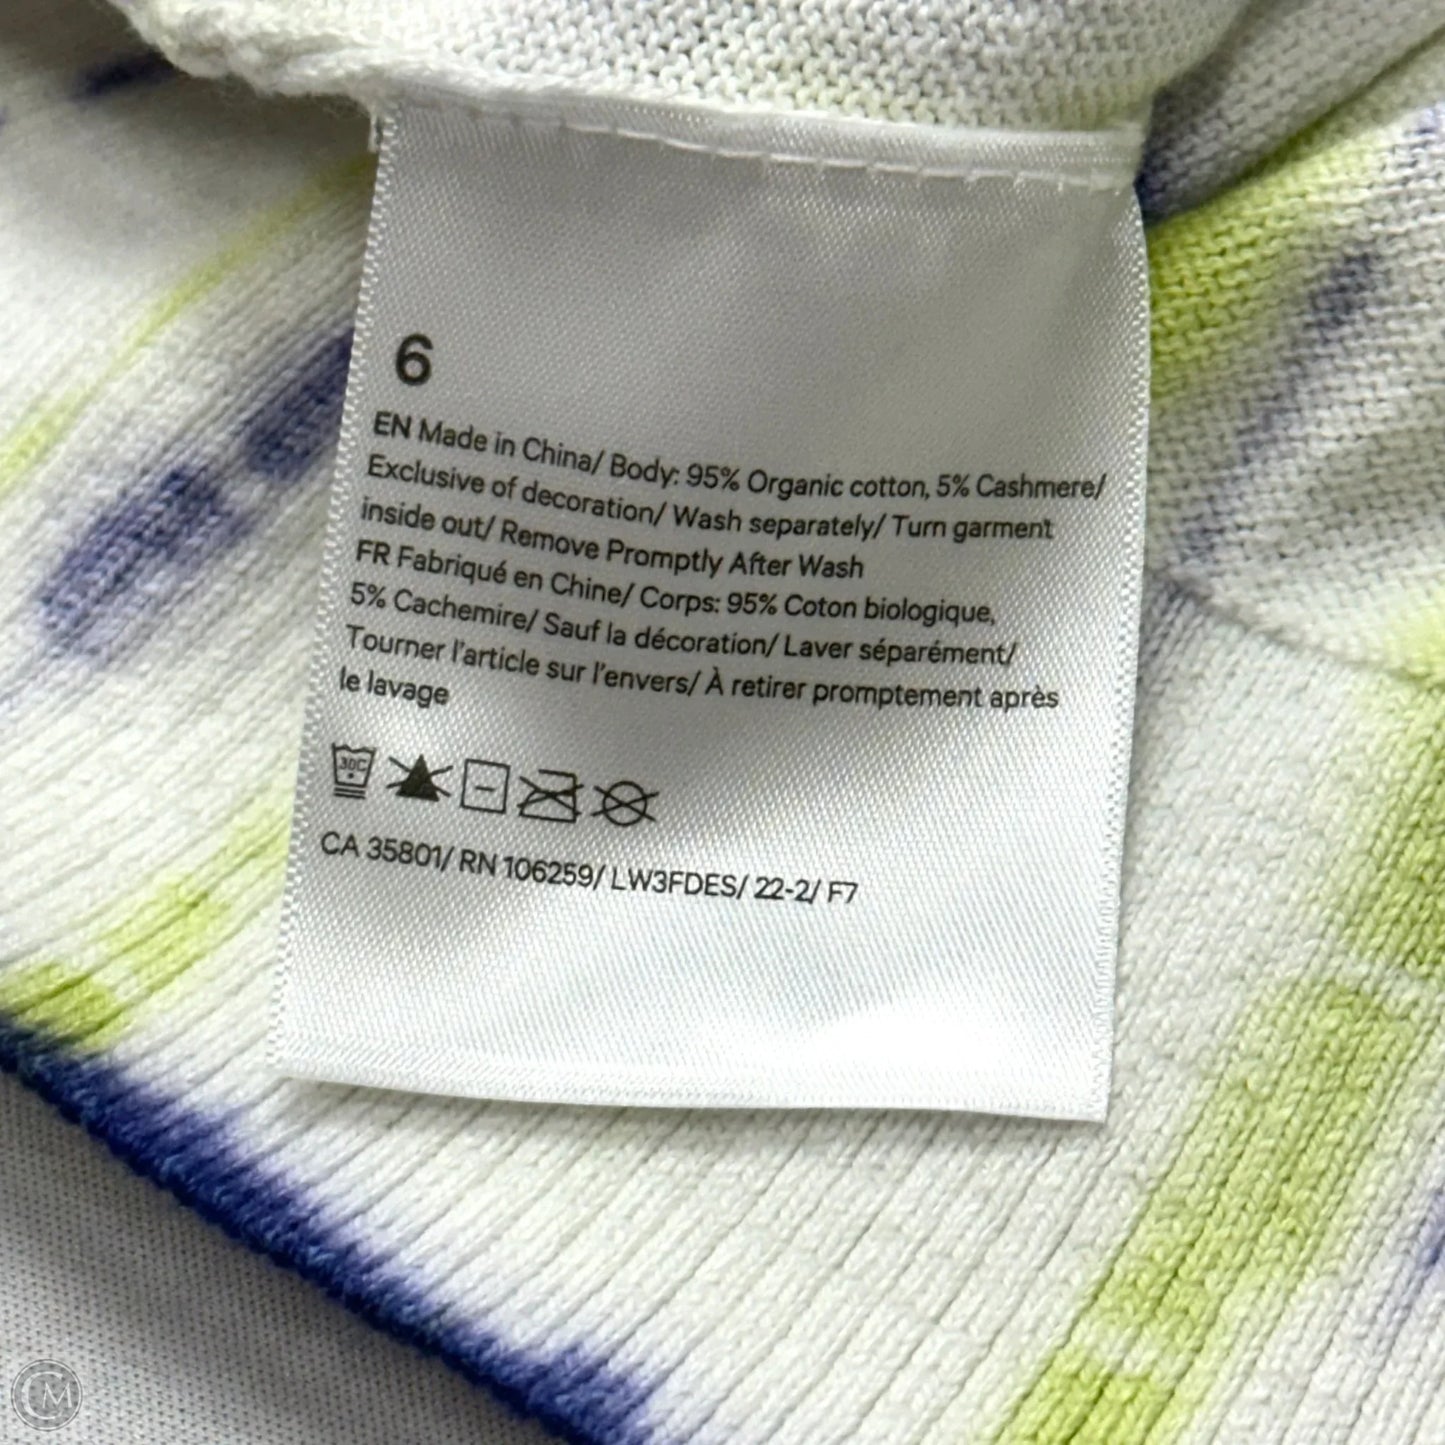 6
EN Made in China/ Body: 95% Organic cotton, 5% Cashmere/
Exclusive of decoration/ Wash separately/ Turn garment
inside out/ Remove Promptly After Wash
FR Fabriqué en Chine/ Corps: 95% Coton biologique,
5% Cachemire/ Sauf la décoration/ Laver séparément/
Tourner l'article sur l'envers/ À retirer promptement après
le lavage
30C
CA 35801/ RN 106259/ LW3FDES/ 22-2/ F7
CM